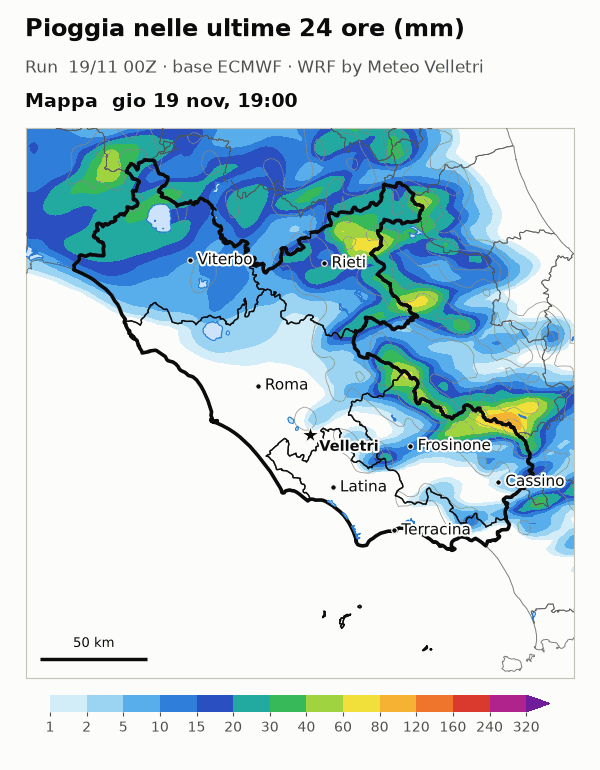 Pioggia nelle ultime 24 ore (mm)
Run  19/11 00Z · base ECMWF · WRF by Meteo Velletri
Mappa  gio 19 nov, 19:00
Viterbo
Rieti
Roma
Velletri
Frosinone
Latina
Cassino
Terracina
50 km
1 2 5 10 15 20 30 40 60 80 120 160 240 320